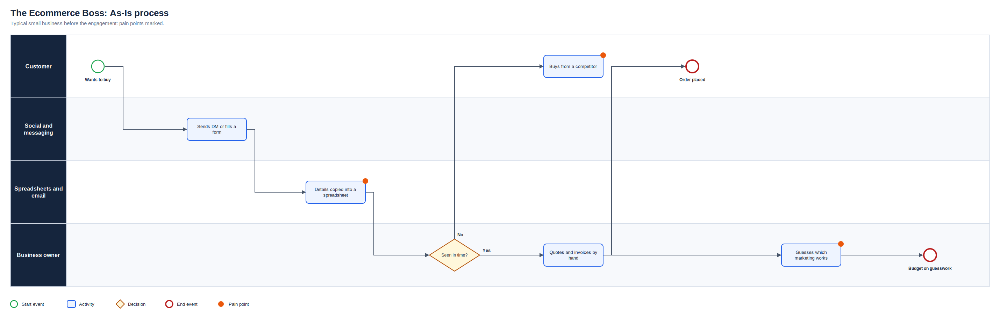 The Ecommerce Boss: As-Is process
Typical small business before the engagement: pain points marked.
Customer
Wants to buy
Buys from a competitor
Order placed
Social and
messaging
Sends DM or fills a
form
Spreadsheets and
email
Details copied into a
spreadsheet
Business owner
No
Seen in time?
Yes
Quotes and invoices by
hand
Guesses which
marketing works
Budget on guesswork
Start event
Activity
Decision
End event
Pain point